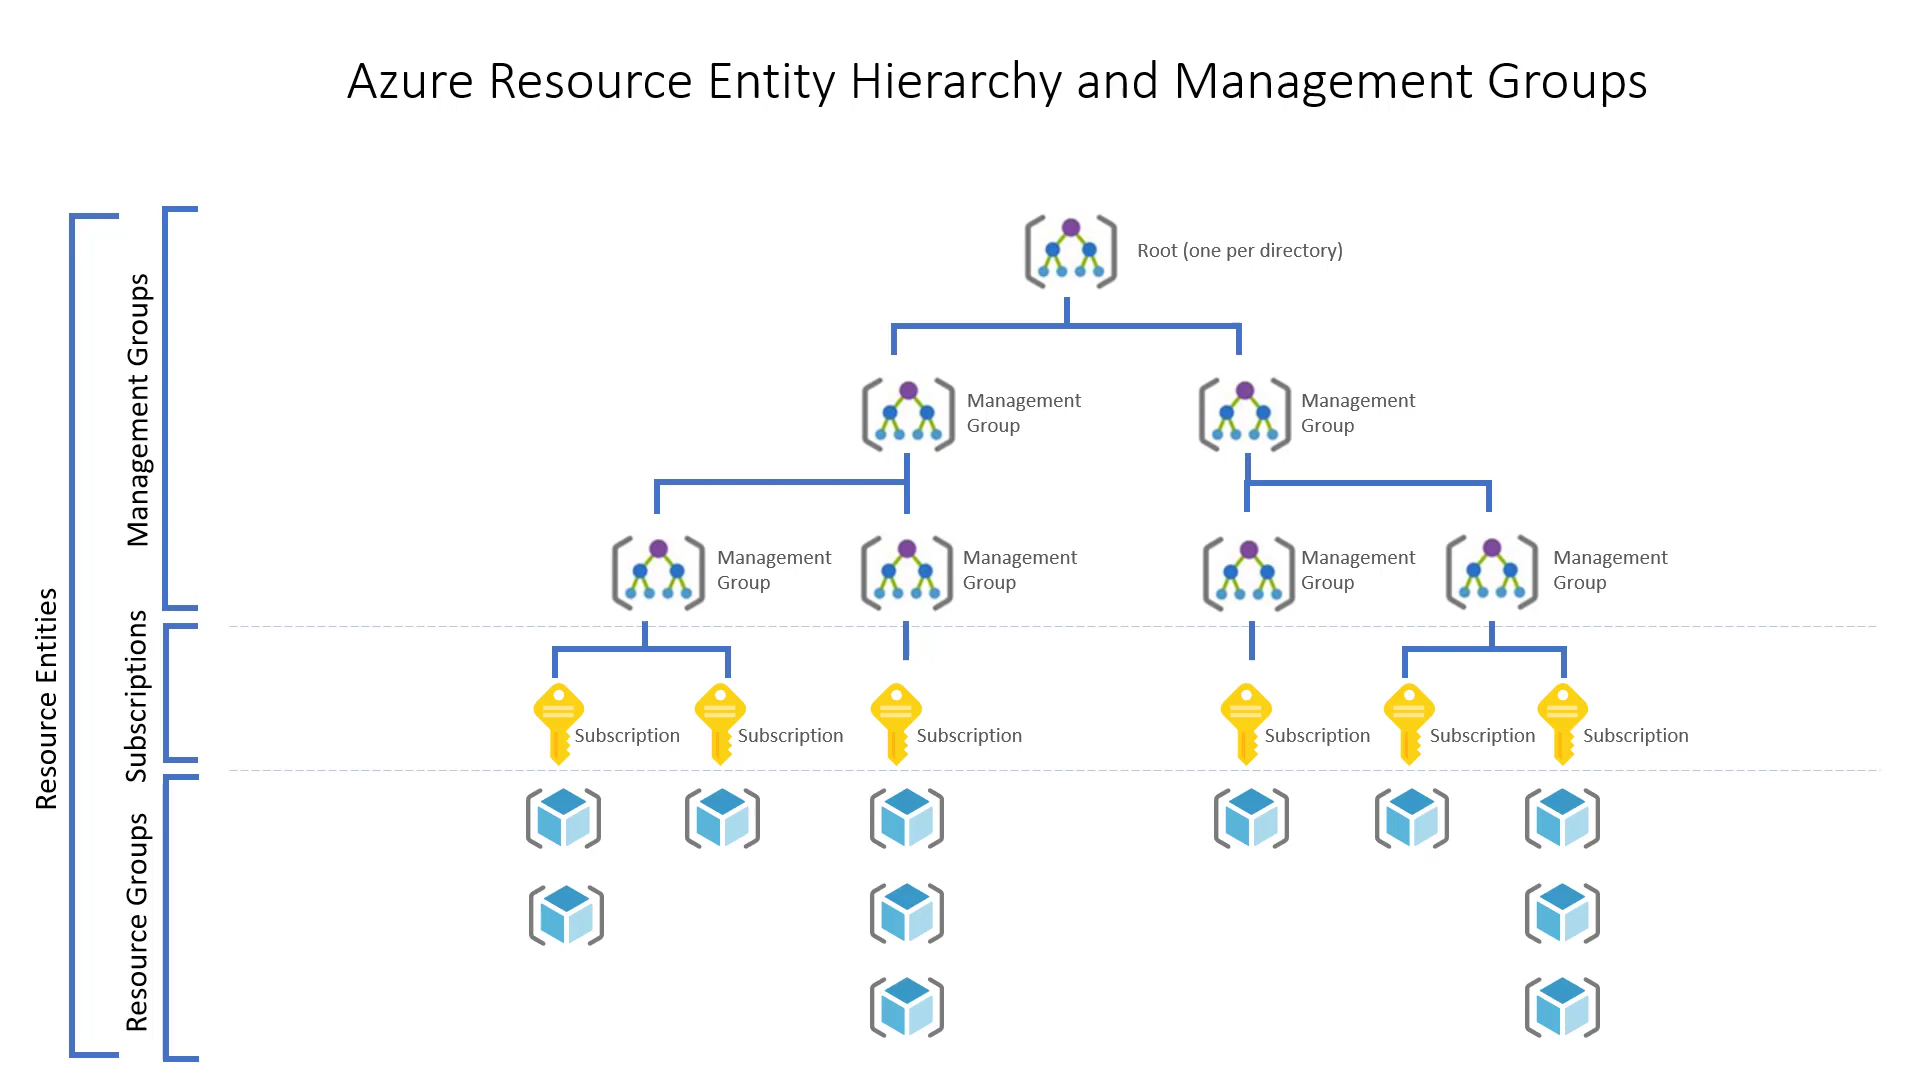 Azure Resource Entity Hierarchy and Management Groups
Resource Entities
Management Groups
Subscriptions
Resource Groups
Root (one per directory)
Management
Group
Management
Group
Management
Group
Management
Group
Management
Group
Management
Group
Subscription
Subscription
Subscription
Subscription
Subscription
Subscription